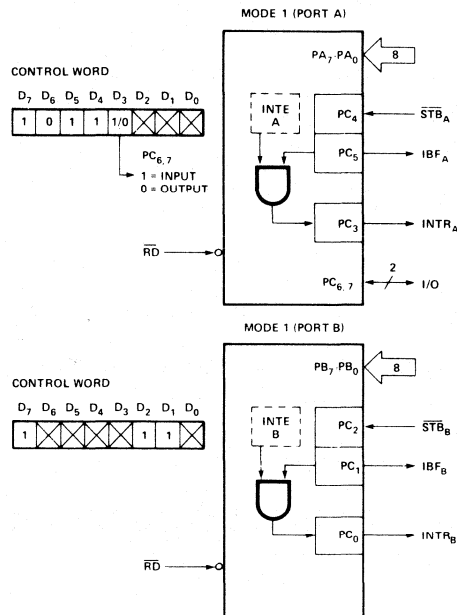 MODE 1 (PORT A)
PA7-PA0
8
CONTROL WORD
D7 D6 D5 D4 D3 D2 D1 D0
1 0 1 1 1/0
PC6,7
1 = INPUT
0 = OUTPUT
INTE
A
PC4
STBA
PC5
IBFA
PC3
INTRA
RD
PC6, 7
2
I/O
MODE 1 (PORT B)
PB7-PB0
8
CONTROL WORD
D7 D6 D5 D4 D3 D2 D1 D0
1 1 1
INTE
B
PC2
STBB
PC1
IBFB
PC0
INTRB
RD